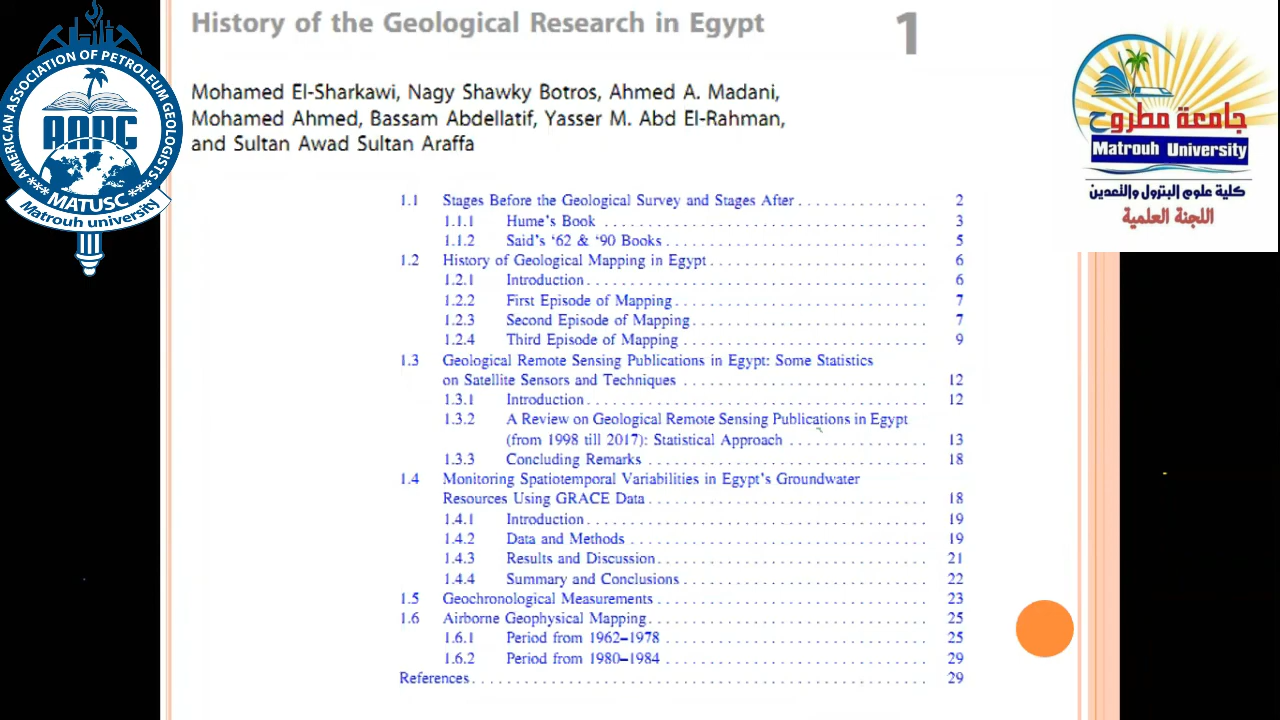 History of the Geological Research in Egypt
1
Mohamed El-Sharkawi, Nagy Shawky Botros, Ahmed A. Madani,
Mohamed Ahmed, Bassam Abdellatif, Yasser M. Abd El-Rahman,
and Sultan Awad Sultan Araffa
AMERICAN ASSOCIATION OF PETROLEUM GEOLOGISTS
AAPG
***MATUSC***
Matrouh university
جامعة مطروح
Matrouh University
كلية علوم البترول والتعدين
اللجنة العلمية
1.1 Stages Before the Geological Survey and Stages After 2
1.1.1 Hume's Book 3
1.1.2 Said's '62 & '90 Books 5
1.2 History of Geological Mapping in Egypt 6
1.2.1 Introduction 6
1.2.2 First Episode of Mapping 7
1.2.3 Second Episode of Mapping 7
1.2.4 Third Episode of Mapping 9
1.3 Geological Remote Sensing Publications in Egypt: Some Statistics
on Satellite Sensors and Techniques 12
1.3.1 Introduction 12
1.3.2 A Review on Geological Remote Sensing Publications in Egypt
(from 1998 till 2017): Statistical Approach 13
1.3.3 Concluding Remarks 18
1.4 Monitoring Spatiotemporal Variabilities in Egypt's Groundwater
Resources Using GRACE Data 18
1.4.1 Introduction 19
1.4.2 Data and Methods 19
1.4.3 Results and Discussion 21
1.4.4 Summary and Conclusions 22
1.5 Geochronological Measurements 23
1.6 Airborne Geophysical Mapping 25
1.6.1 Period from 1962–1978 25
1.6.2 Period from 1980–1984 29
References 29